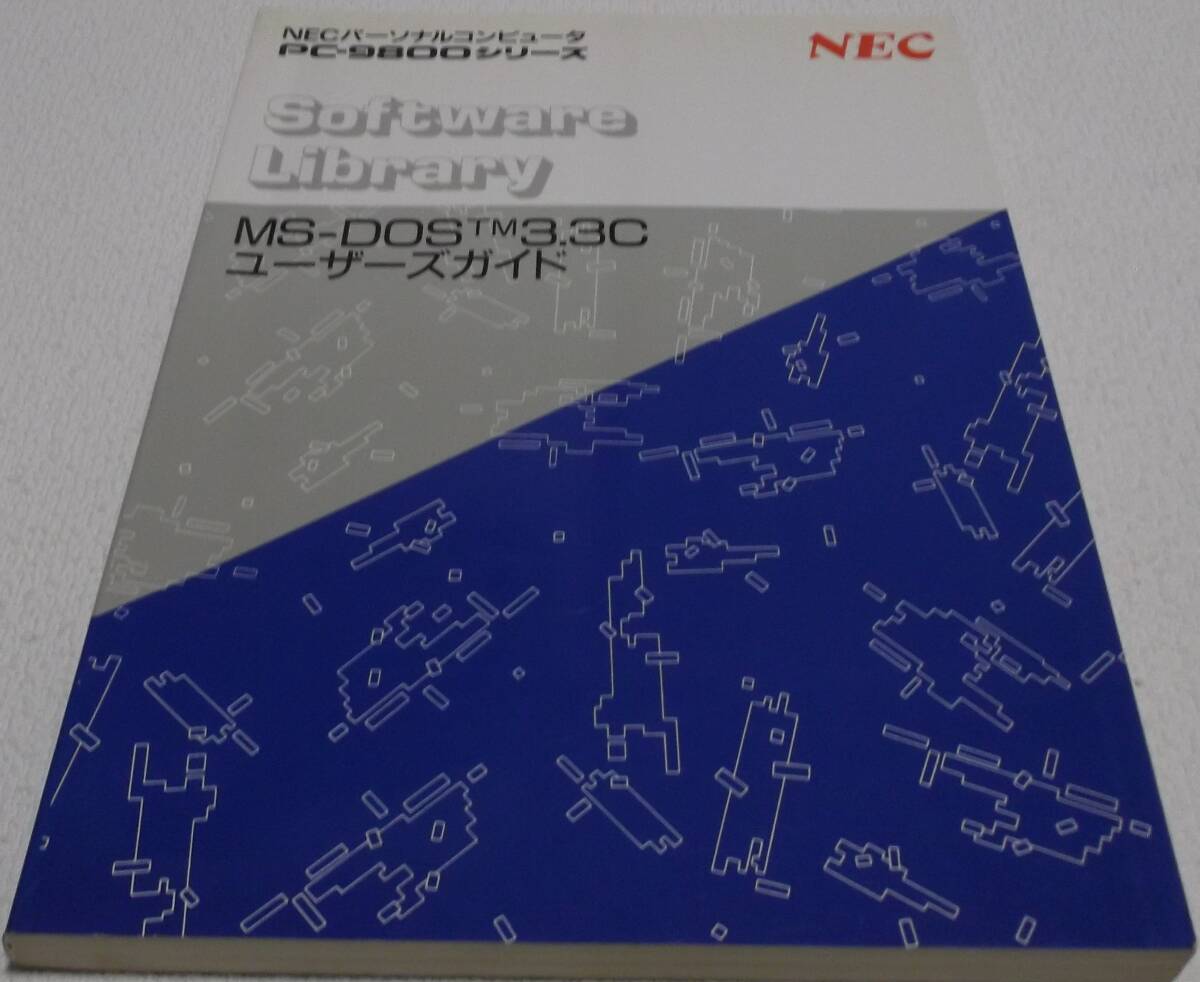 NECパーソナルコンピュータ
PC-9800シリーズ
NEC
Software
Library
MS-DOS™3.3C
ユーザーズガイド